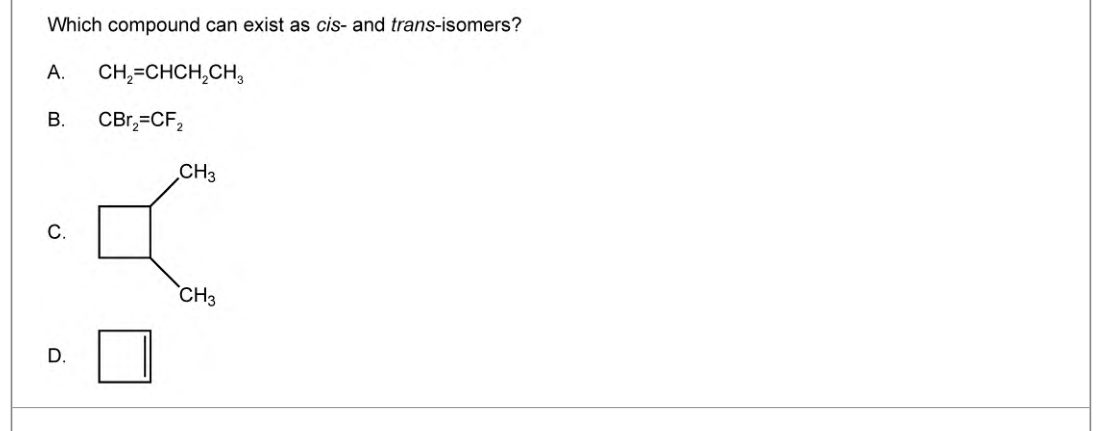 Which compound can exist as cis- and trans-isomers?
A. CH₂=CHCH₂CH₃
B. CBr₂=CF₂
CH₃
C.
CH₃
D.